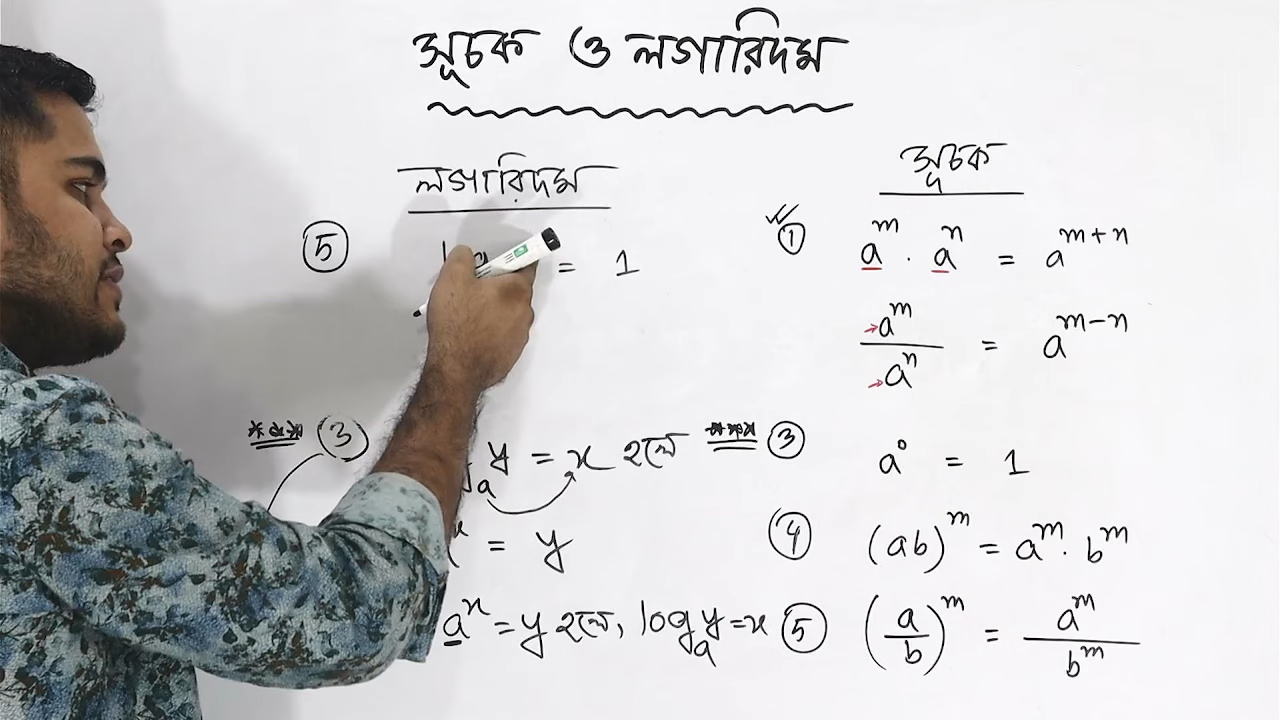 সূচক ও লগারিদম
লগারিদম
⑤ = 1
*** ③ y = x হলে
a
= y
aˣ = y হলে, logₐy = x
সূচক
① aᵐ . aⁿ = aᵐ⁺ⁿ
aᵐ/aⁿ = aᵐ⁻ⁿ
*** ③ a⁰ = 1
④ (ab)ᵐ = aᵐ . bᵐ
⑤ (a/b)ᵐ = aᵐ/bᵐ